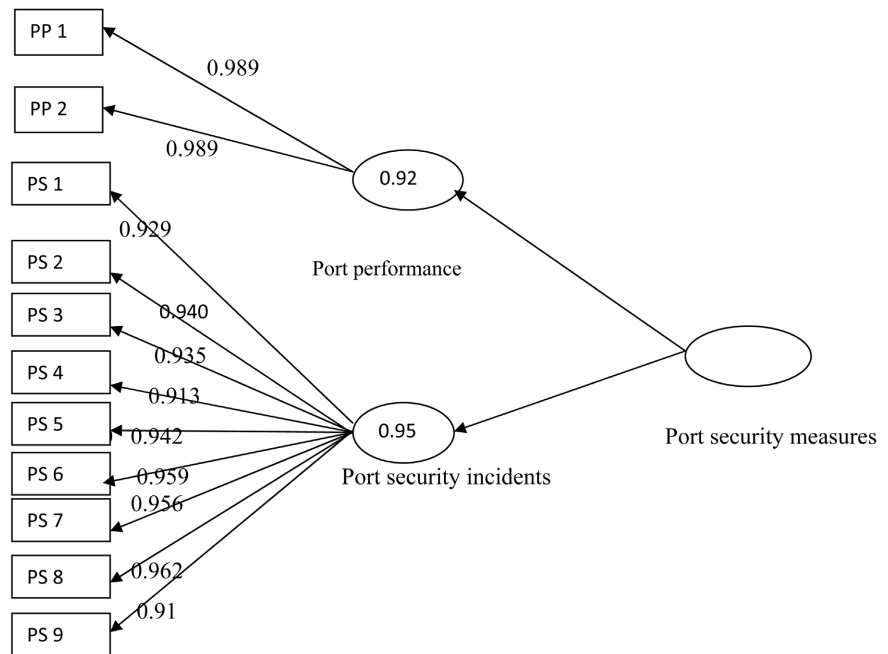 PP 1
0.989
PP 2
0.989
PS 1
0.92
0.929
PS 2
Port performance
PS 3
0.940
0.935
PS 4
0.913
PS 5
0.942
0.95
Port security measures
PS 6
0.959
Port security incidents
0.956
PS 7
PS 8
0.962
0.91
PS 9